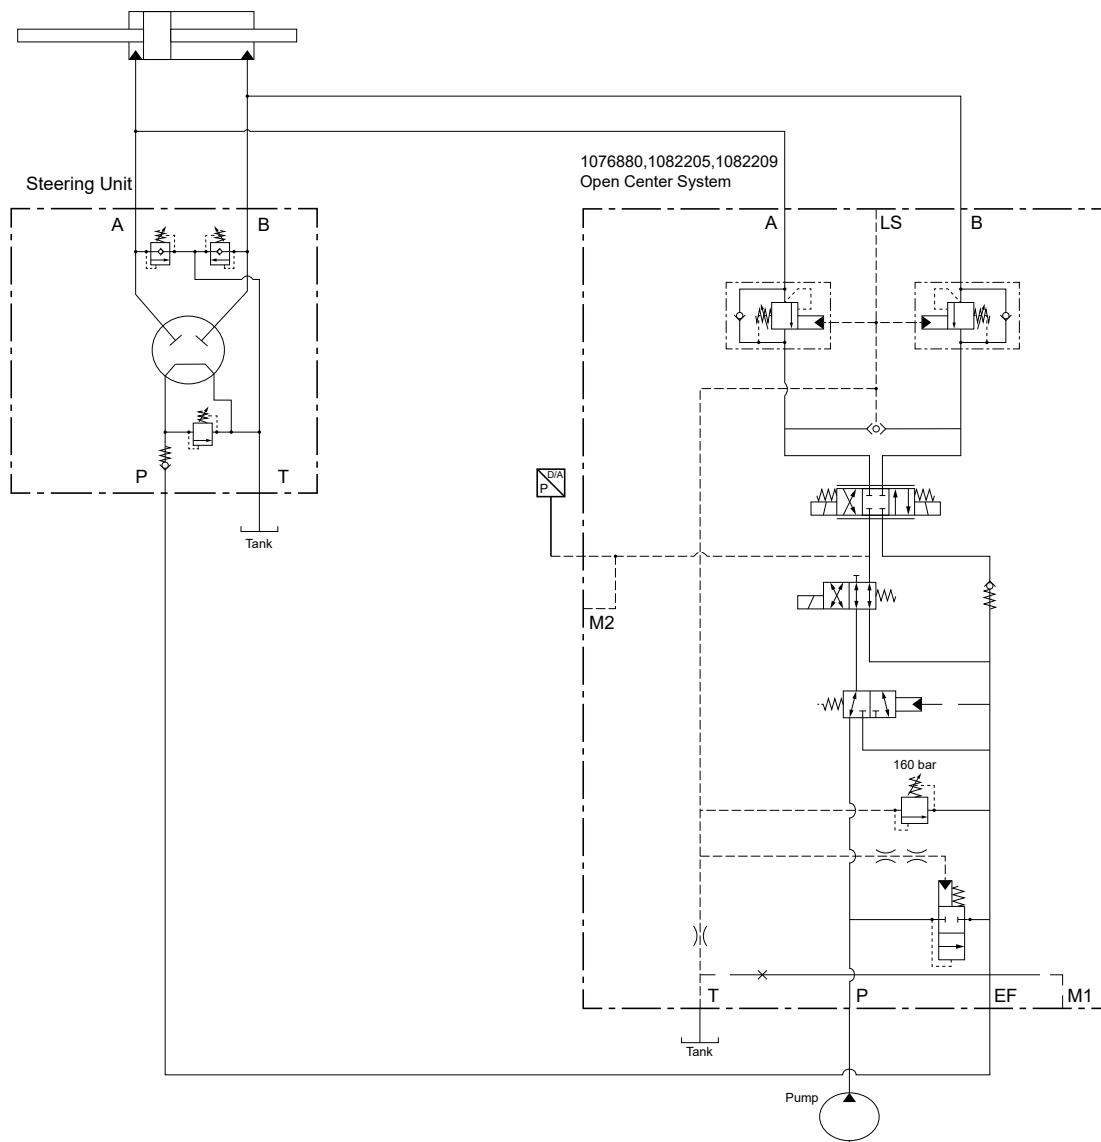 1076880,1082205,1082209
Steering Unit
Open Center System
A
B
A
LS
B
P
T
D/A
P
Tank
M2
160 bar
T
P
EF
M1
Tank
Pump